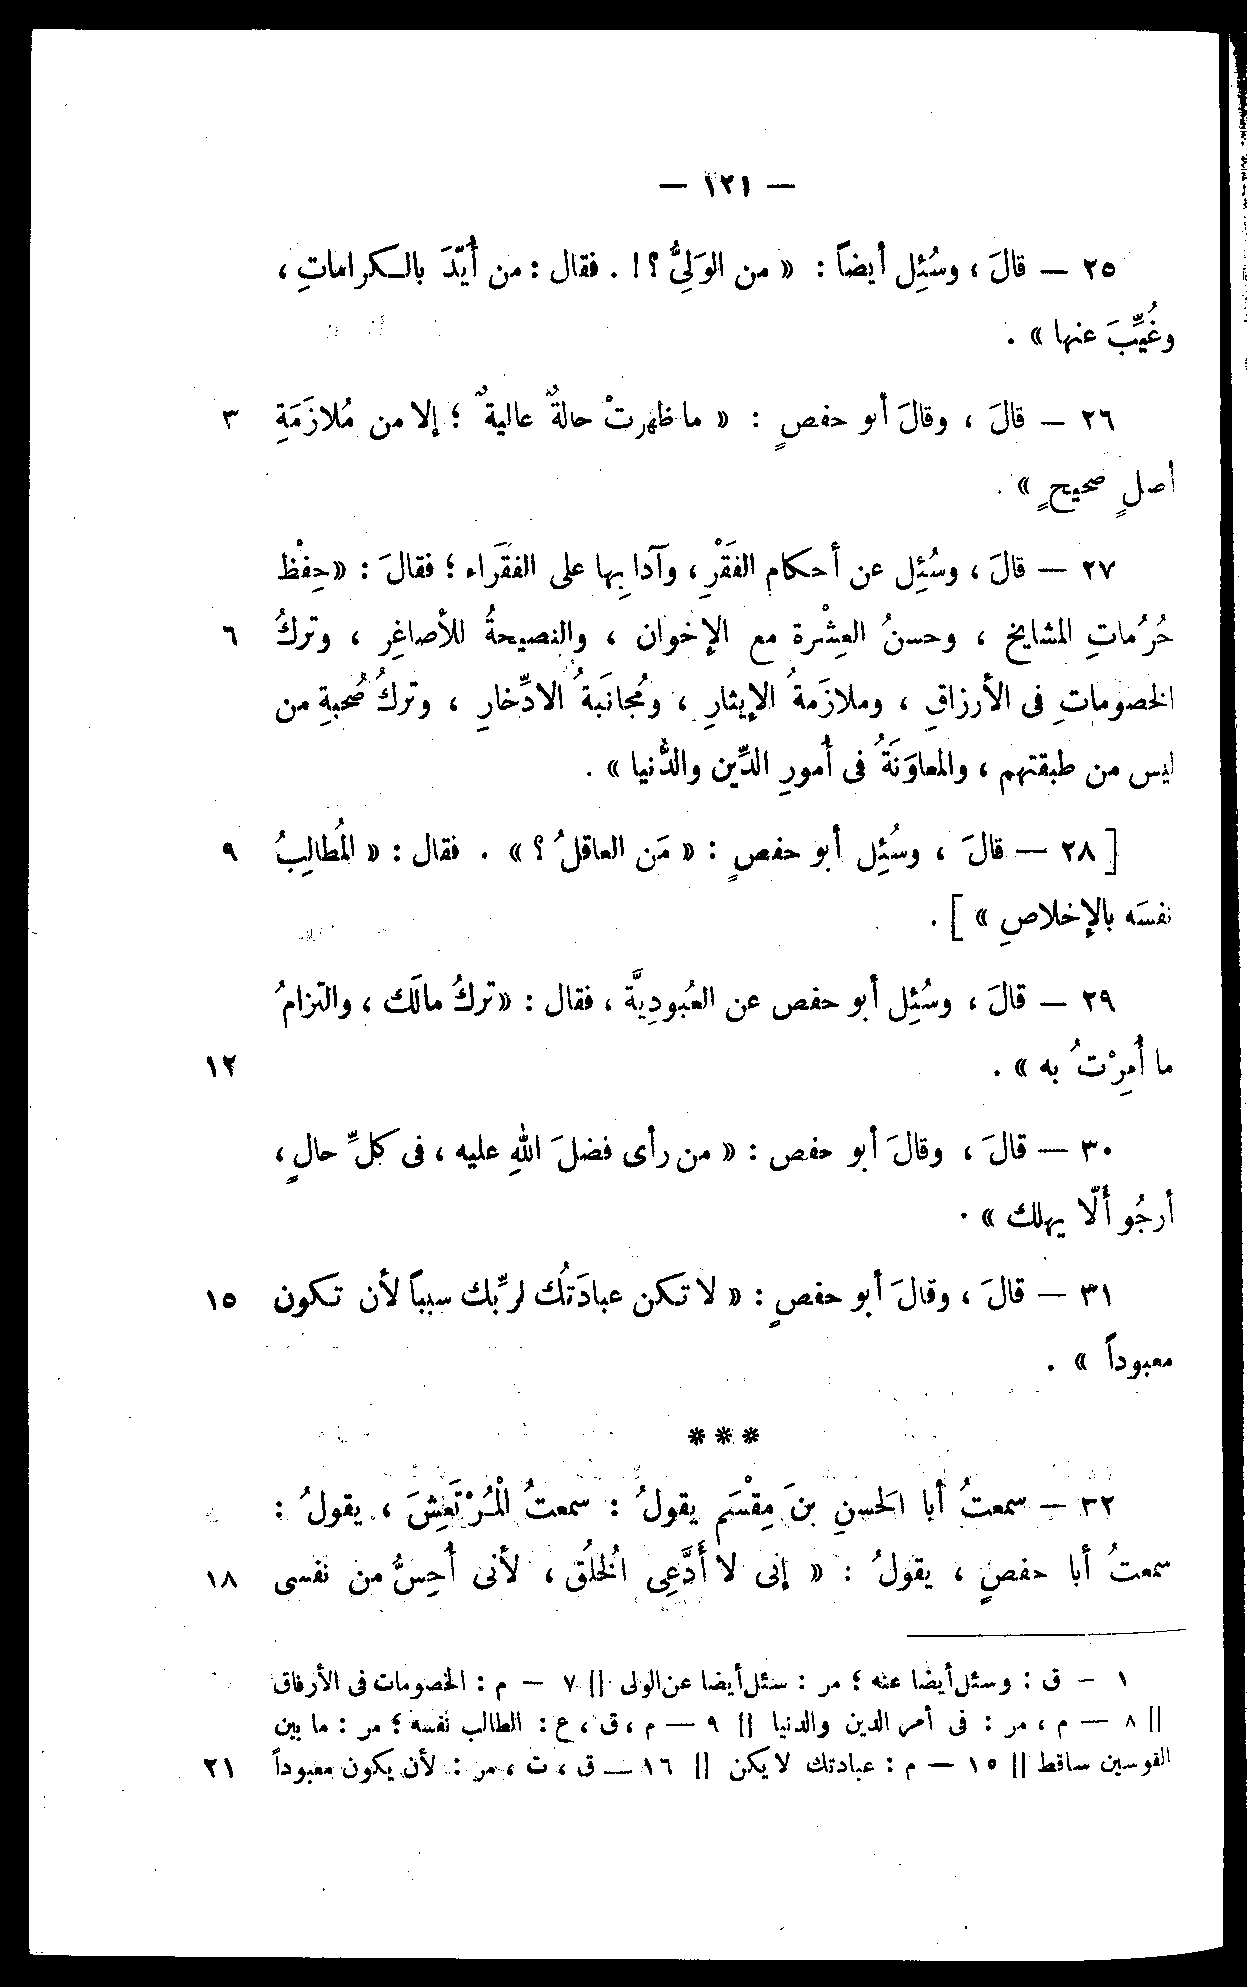 — ١٢١ —
٢٥ — قالَ ، وسُئِل أيضاً : « من الوَلِىُّ ؟ ! . فقال : من أُيِّدَ بالكراماتِ ،
وغُيِّبَ عنها » .
٢٦ — قالَ ، وقالَ أبو حفصٍ : « ما ظهرتْ حالةٌ عاليةٌ ؛ إلا من مُلازَمَةِ ٣
أصلٍ صحيحٍ » .
٢٧ — قالَ ، وسُئِل عن أحكام الفَقْرِ ، وآدابِها على الفقَراء ؛ فقالَ : «حِفْظ
حُرُماتِ المشايخ ، وحسنُ العِشْرة مع الإخوان ، والنصيحةُ للأصاغِر ، وتركُ ٦
الخصوماتِ فى الأرزاقِ ، وملازَمةُ الإيثارِ ، ومُجانَبةُ الادِّخارِ ، وتركُ صُحبةِ من
ليس من طبقتهم ، والمعاوَنَةُ فى أُمورِ الدِّين والدُّنيا » .
[ ٢٨ — قالَ ، وسُئِل أبو حفصٍ : « مَن العاقلُ ؟ » . فقال : « المُطالِبُ ٩
نفسَه بالإخلاصِ » ] .
٢٩ — قالَ ، وسُئِل أبو حفص عن العُبودِيَّة ، فقال : « تركُ مالَك ، والتزامُ
ما أُمِرْتُ به » . ١٢
٣٠ — قالَ ، وقالَ أبو حفص : « من رأى فضلَ اللهِ عليه ، فى كلِّ حالٍ ،
أرجُو ألّا يهلك » .
٣١ — قالَ ، وقالَ أبو حفصٍ : « لا تكن عبادَتُك لربِّك سبباً لأن تكون ١٥
معبوداً » .
***
٣٢ — سمعتُ أبا الحسنِ بنَ مِقْسَم يقولُ : سمعتُ الْمُرْتَعِشَ ، يقولُ :
سمعتُ أبا حفصٍ ، يقولُ : « إنى لا أَدَّعِى الخُلُق ، لأنى أُحِسُّ من نفسى ١٨
١ — ق : وسئل أيضا عنه ؛ مر : سئل أيضا عن الولى || ٧ — م : الخصومات فى الأرفاق
|| ٨ — م ، مر : فى أمر الدين والدنيا || ٩ — م ، ق ، ع : الطالب نفسه ؛ مر : ما بين
القوسين ساقط || ١٥ — م : عبادتك لا يكن || ١٦ — ق ، ت ، مر : لأن يكون معبوداً ٢١